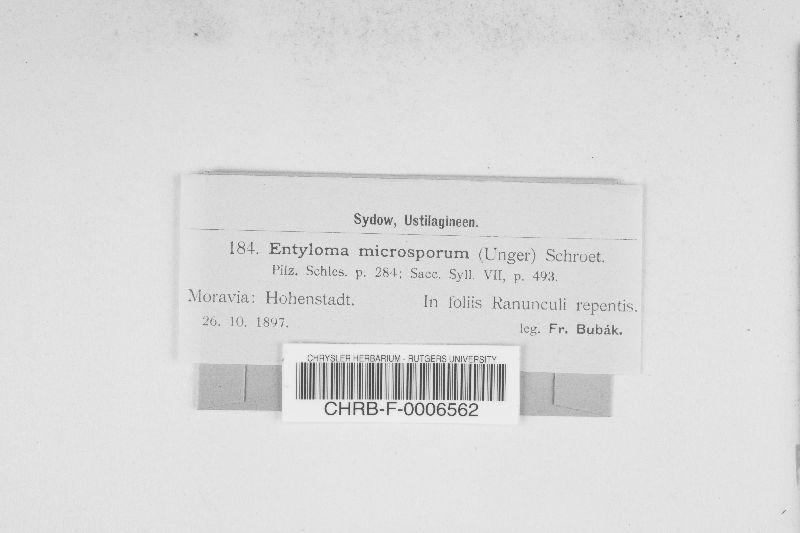 Sydow, Ustilagineen.
184. Entyloma microsporum (Unger) Schroet.
Pilz. Schles. p. 284; Sacc. Syll. VII, p. 493.
Moravia: Hohenstadt. In foliis Ranunculi repentis.
26. 10. 1897. leg. Fr. Bubák.
CHRYSLER HERBARIUM - RUTGERS UNIVERSITY
CHRB-F-0006562